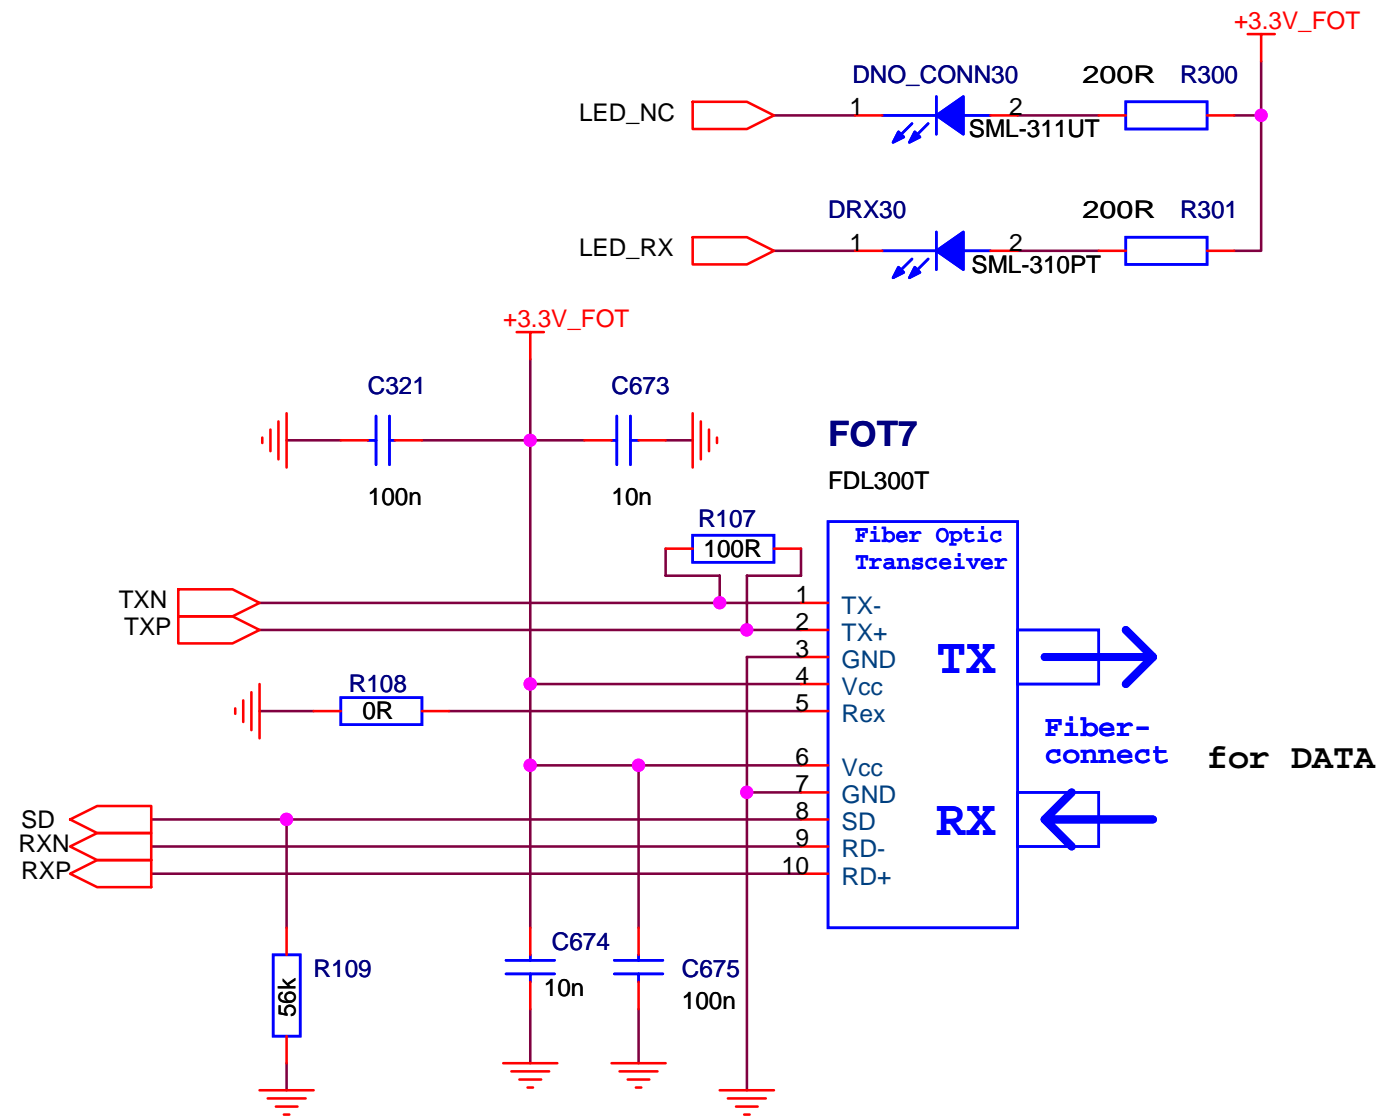 +3.3V_FOT
DNO_CONN30 200R R300
LED_NC 1 2
SML-311UT
DRX30 200R R301
LED_RX 1 2
SML-310PT
+3.3V_FOT
C321 C673
100n 10n
FOT7
FDL300T
R107
100R
Fiber Optic
Transceiver
TXN 1 TX-
TXP 2 TX+
3 GND
TX
4 Vcc
R108
0R
5 Rex
Fiber-
connect
for DATA
6 Vcc
7 GND
SD 8 SD
RX
RXN 9 RD-
RXP 10 RD+
C674
10n
C675
100n
R109
56k